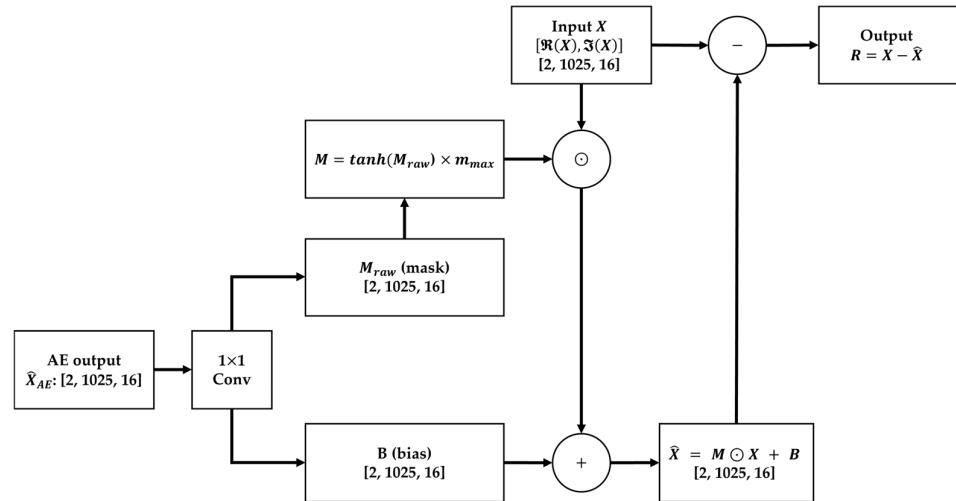 Input X
[ℜ(X), ℑ(X)]
[2, 1025, 16]
−
Output
R = X − X̂
M = tanh(M_raw) × m_max
⊙
M_raw (mask)
[2, 1025, 16]
AE output
X̂_AE: [2, 1025, 16]
1×1
Conv
B (bias)
[2, 1025, 16]
+
X̂ = M ⊙ X + B
[2, 1025, 16]